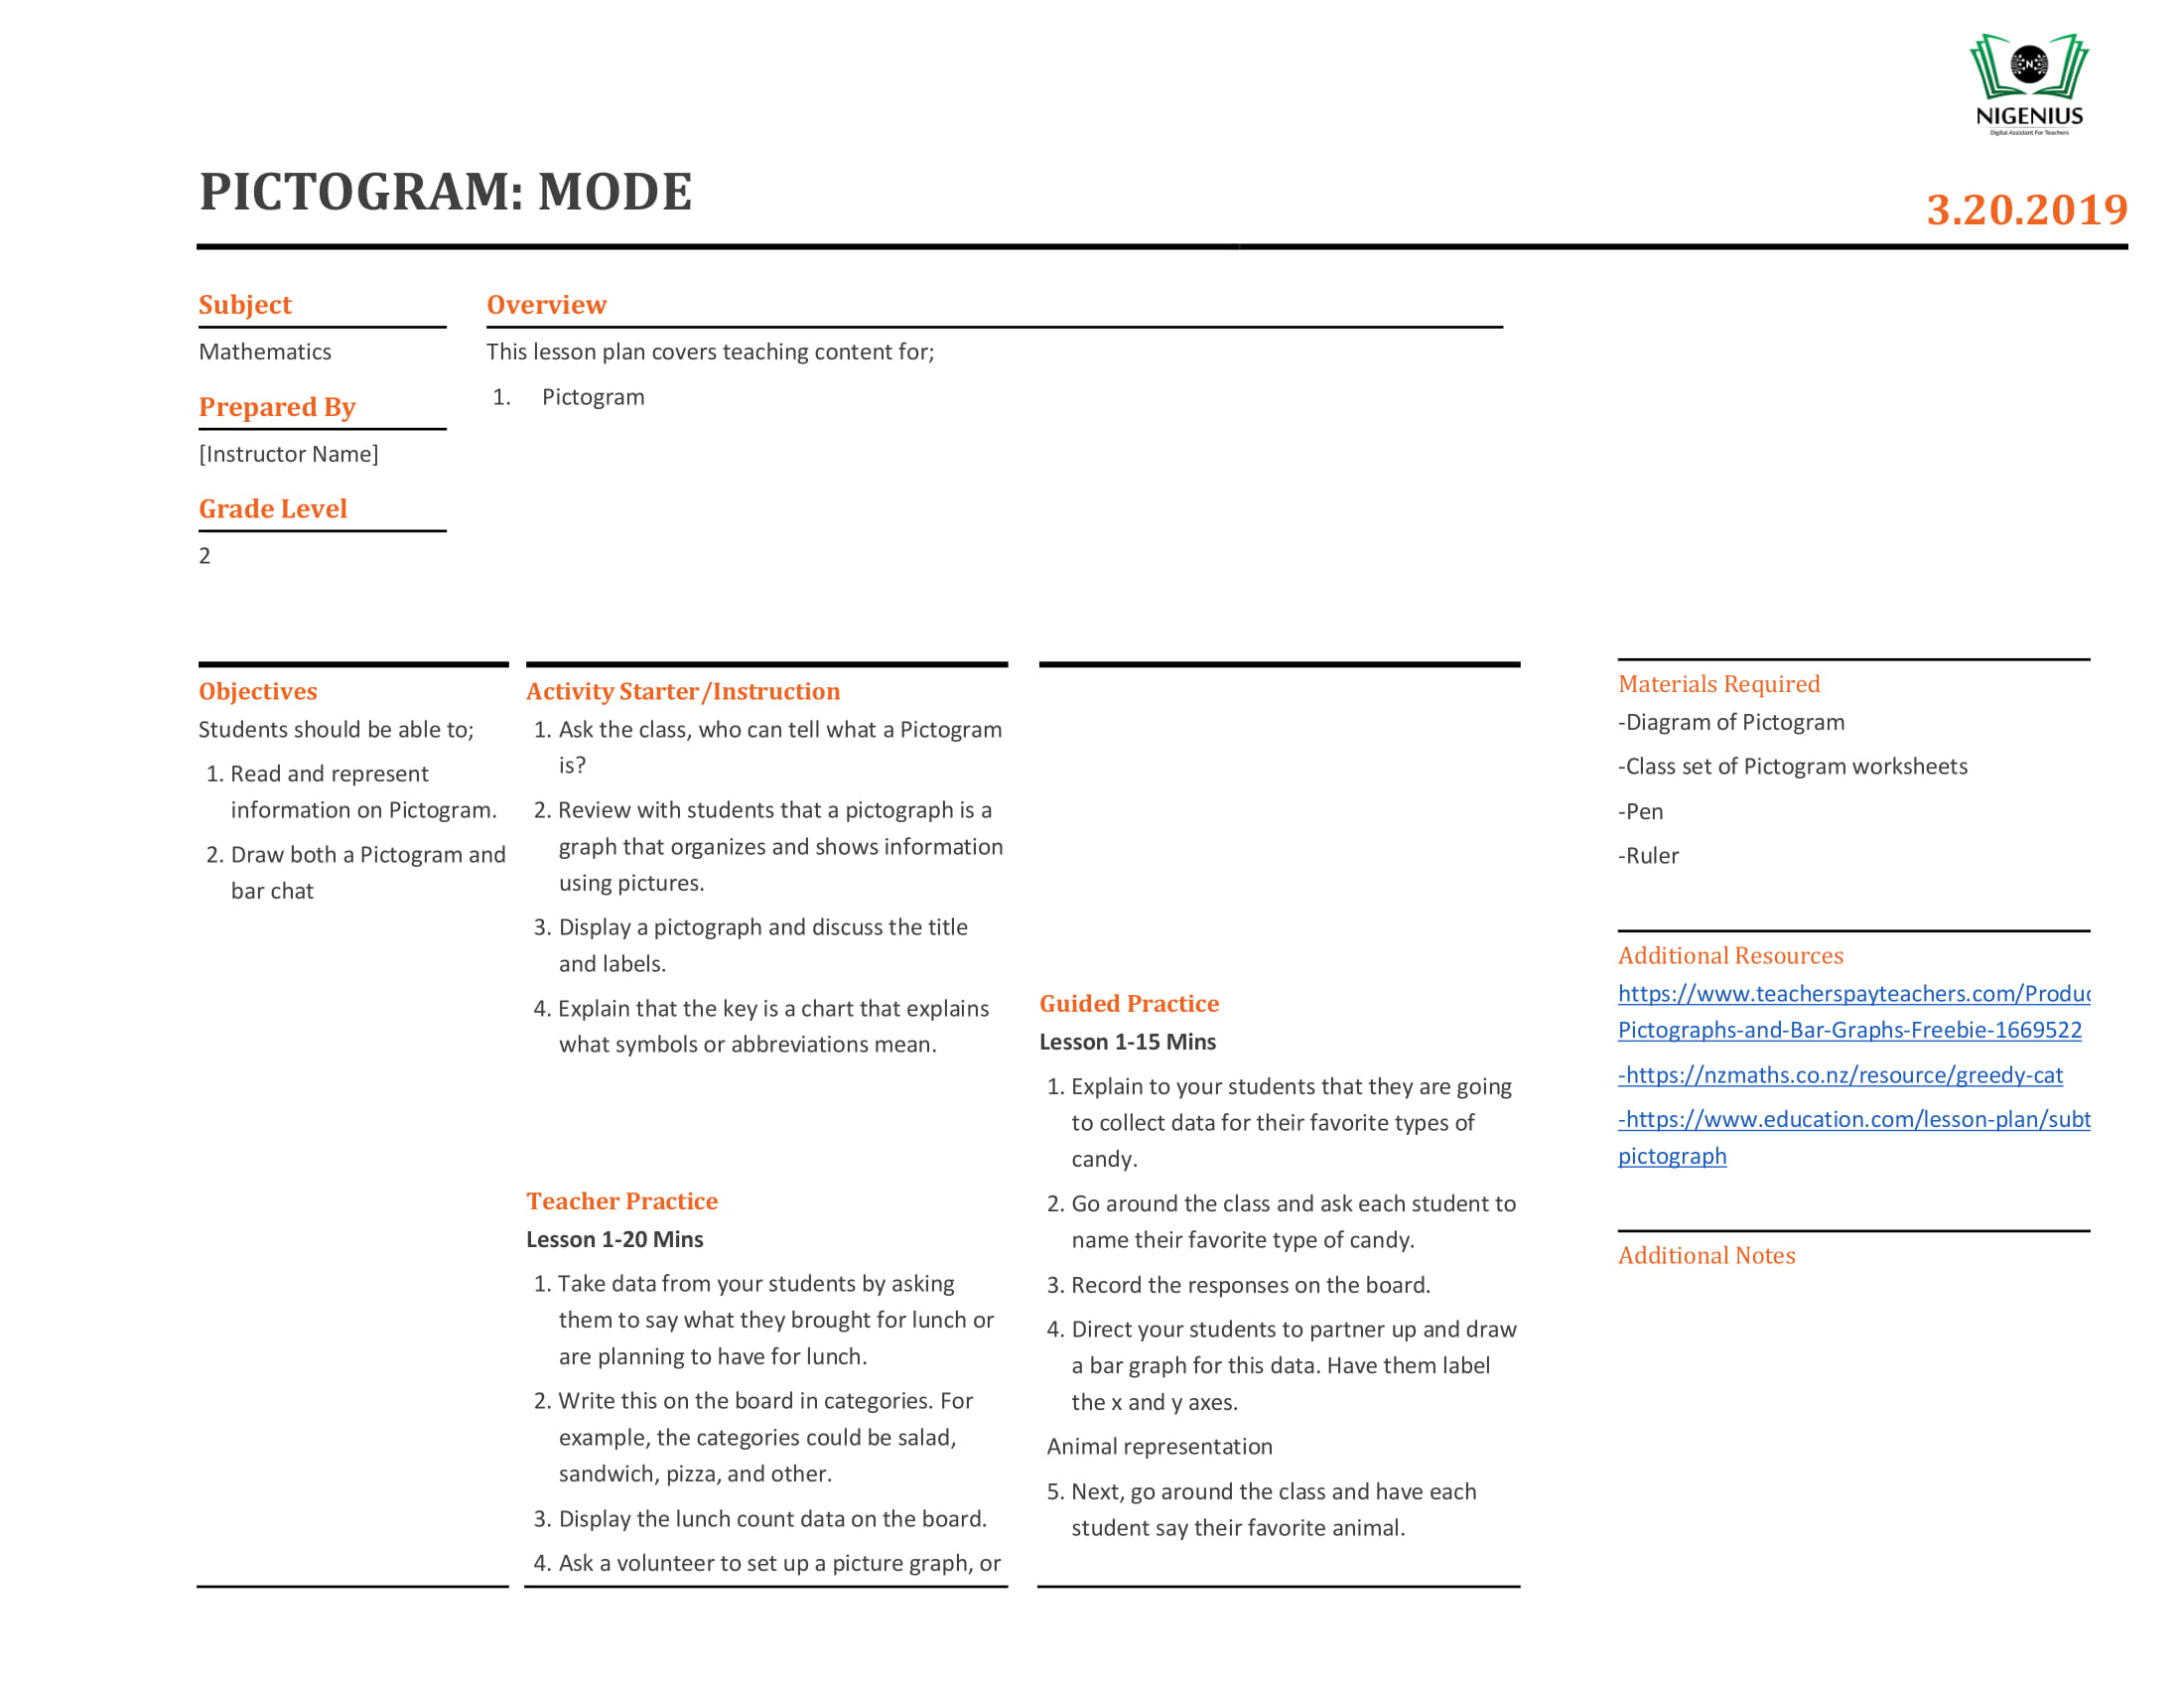 NIGENIUS
Digital Assistant For Teachers
PICTOGRAM: MODE
3.20.2019
Subject
Mathematics
Prepared By
[Instructor Name]
Grade Level
2
Overview
This lesson plan covers teaching content for;
1. Pictogram
Objectives
Students should be able to;
1. Read and represent
information on Pictogram.
2. Draw both a Pictogram and
bar chat
Activity Starter/Instruction
1. Ask the class, who can tell what a Pictogram
is?
2. Review with students that a pictograph is a
graph that organizes and shows information
using pictures.
3. Display a pictograph and discuss the title
and labels.
4. Explain that the key is a chart that explains
what symbols or abbreviations mean.
Teacher Practice
Lesson 1-20 Mins
1. Take data from your students by asking
them to say what they brought for lunch or
are planning to have for lunch.
2. Write this on the board in categories. For
example, the categories could be salad,
sandwich, pizza, and other.
3. Display the lunch count data on the board.
4. Ask a volunteer to set up a picture graph, or
Guided Practice
Lesson 1-15 Mins
1. Explain to your students that they are going
to collect data for their favorite types of
candy.
2. Go around the class and ask each student to
name their favorite type of candy.
3. Record the responses on the board.
4. Direct your students to partner up and draw
a bar graph for this data. Have them label
the x and y axes.
Animal representation
5. Next, go around the class and have each
student say their favorite animal.
Materials Required
-Diagram of Pictogram
-Class set of Pictogram worksheets
-Pen
-Ruler
Additional Resources
https://www.teacherspayteachers.com/Produc
Pictographs-and-Bar-Graphs-Freebie-1669522
-https://nzmaths.co.nz/resource/greedy-cat
-https://www.education.com/lesson-plan/subt
pictograph
Additional Notes